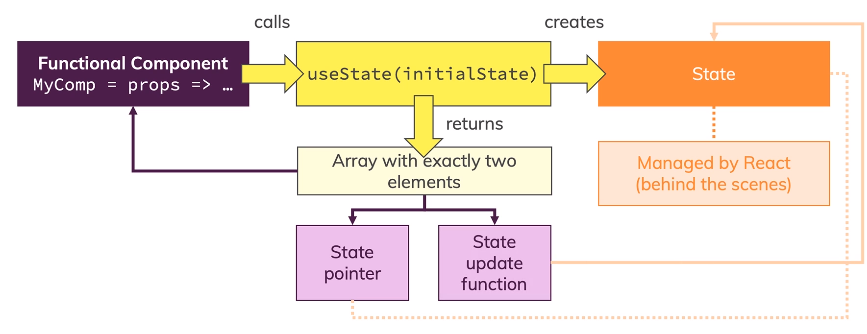 calls
creates
Functional Component
MyComp = props => …
useState(initialState)
State
returns
Array with exactly two
elements
Managed by React
(behind the scenes)
State
pointer
State
update
function